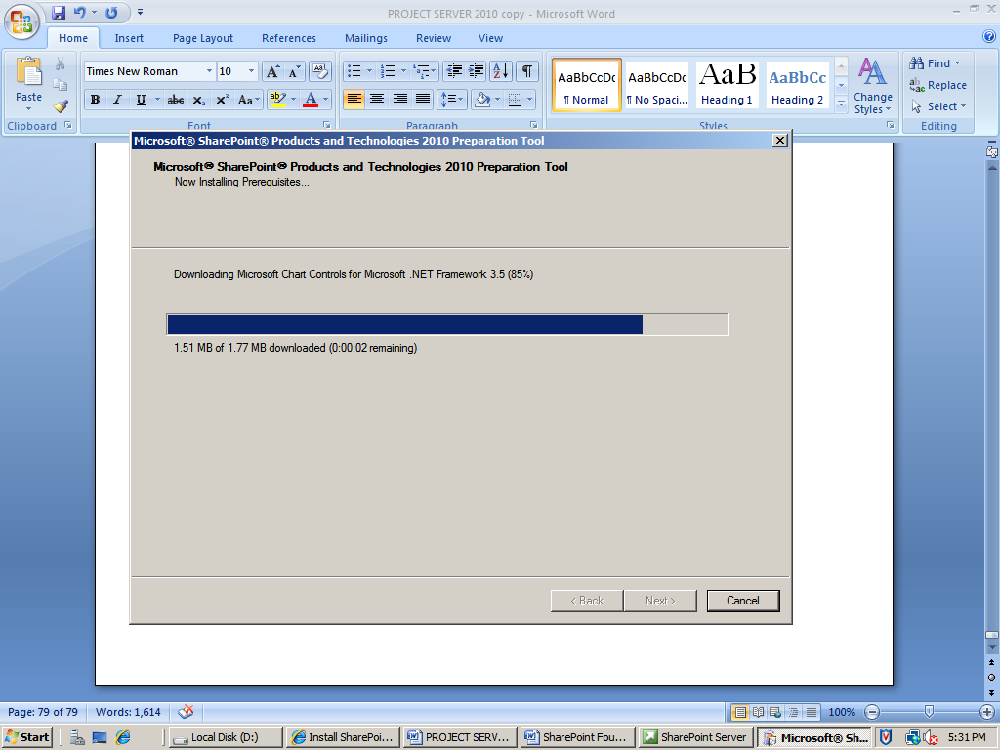 PROJECT SERVER 2010 copy - Microsoft Word
Home Insert Page Layout References Mailings Review View
Paste
Clipboard
Times New Roman 10
B I U abc X₂ X² Aa
ab A
Font
Paragraph
AaBbCcDc AaBbCcDc AaB AaBbCc
¶ Normal ¶ No Spaci... Heading 1 Heading 2
Change Styles
Styles
Find
Replace
Select
Editing
Microsoft® SharePoint® Products and Technologies 2010 Preparation Tool
Microsoft® SharePoint® Products and Technologies 2010 Preparation Tool
Now Installing Prerequisites...
Downloading Microsoft Chart Controls for Microsoft .NET Framework 3.5 (85%)
1.51 MB of 1.77 MB downloaded (0:00:02 remaining)
< Back Next > Cancel
Page: 79 of 79 Words: 1,614 100%
Start Local Disk (D:) Install SharePoi... PROJECT SERV... SharePoint Fou... SharePoint Server Microsoft® Sh... 5:31 PM